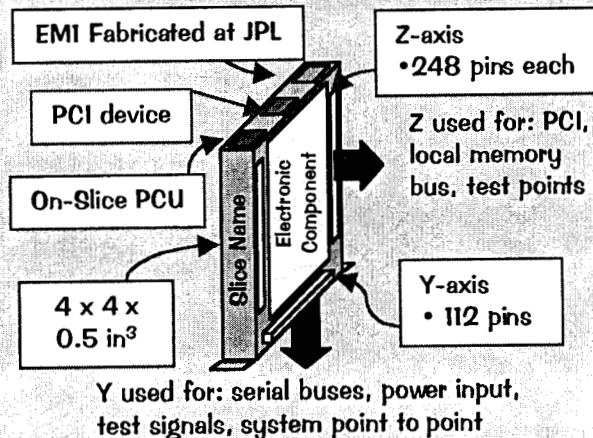 EMI Fabricated at JPL
PCI device
On-Slice PCU
4 x 4 x
0.5 in³
Slice Name
Electronic
Component
Z-axis
•248 pins each
Z used for: PCI,
local memory
bus, test points
Y-axis
• 112 pins
Y used for: serial buses, power input,
test signals, system point to point